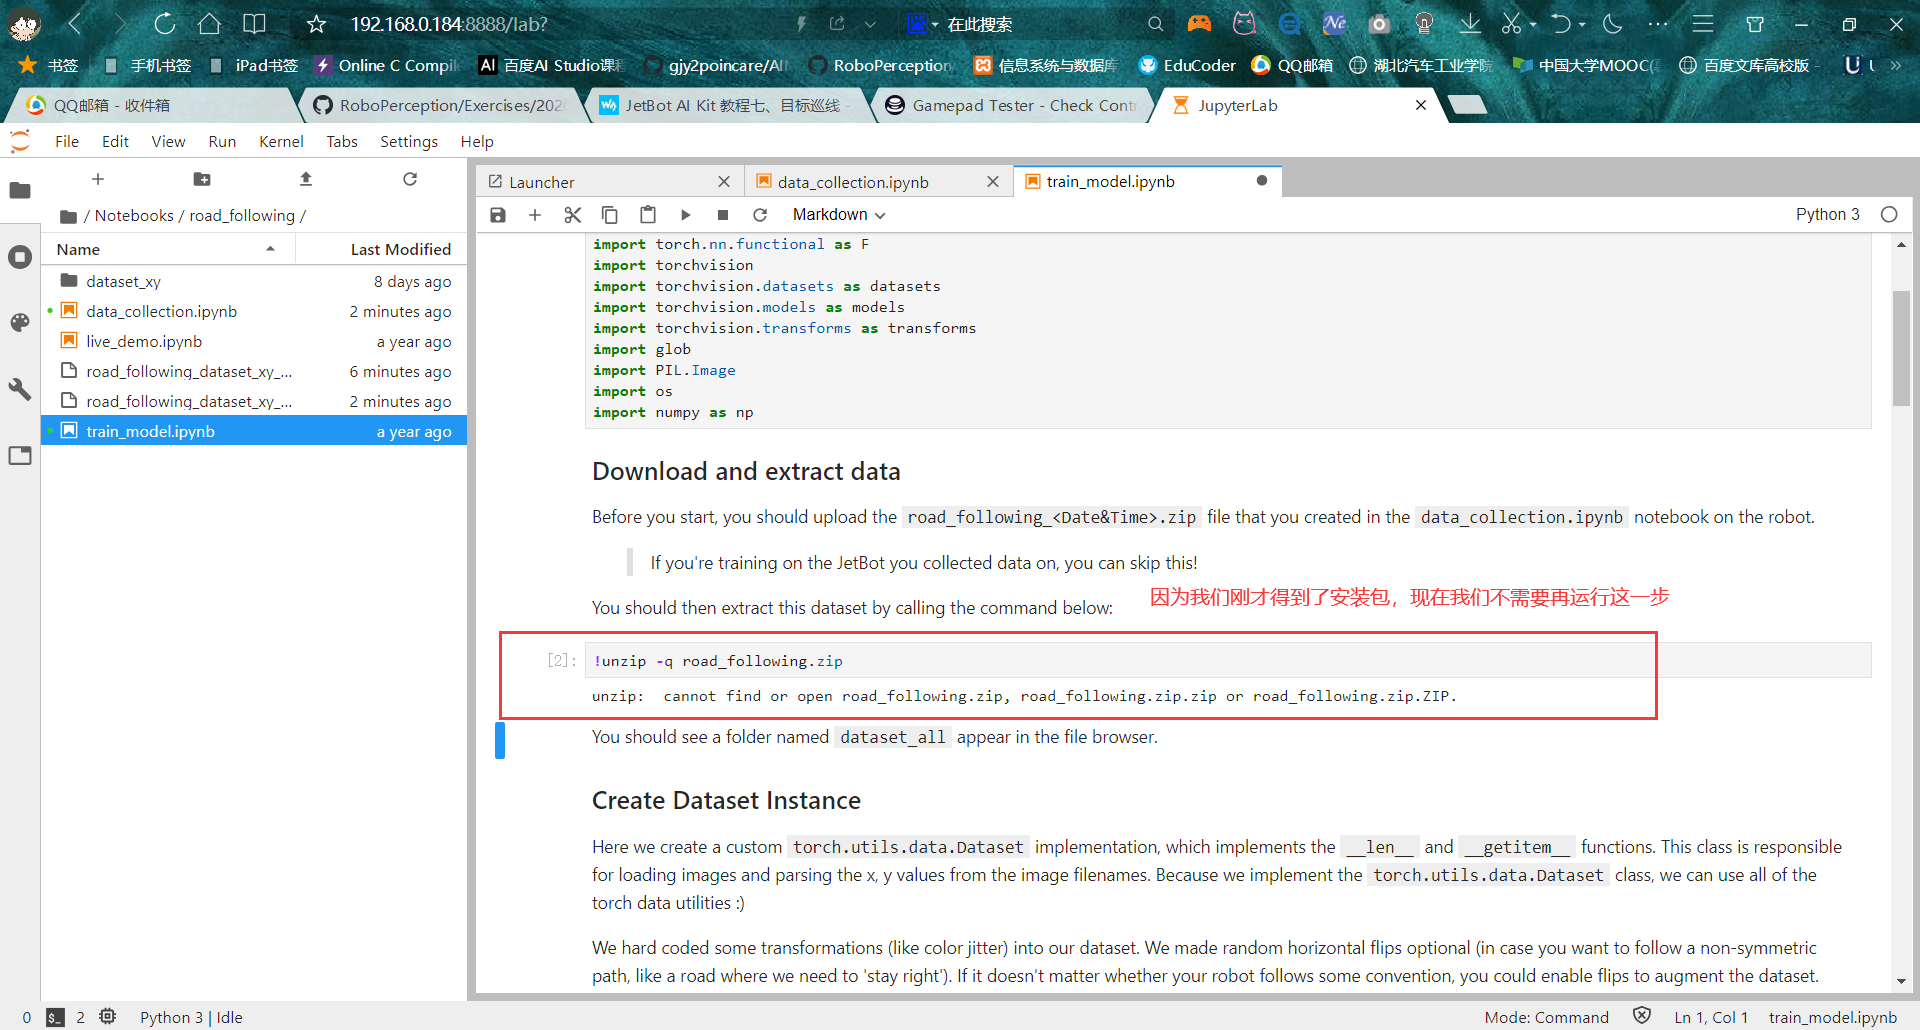 192.168.0.184:8888/lab?
在此搜索
书签
手机书签
iPad书签
Online C Compil
百度AI Studio课程
gjy2poincare/AI
RoboPerception
信息系统与数据库
EduCoder
QQ邮箱
湖北汽车工业学院
中国大学MOOC(
百度文库高校版 -
QQ邮箱 - 收件箱
RoboPerception/Exercises/202
JetBot AI Kit 教程七、目标巡线 -
Gamepad Tester - Check Contr
JupyterLab
File Edit View Run Kernel Tabs Settings Help
/ Notebooks / road_following /
Name Last Modified
dataset_xy 8 days ago
data_collection.ipynb 2 minutes ago
live_demo.ipynb a year ago
road_following_dataset_xy_... 6 minutes ago
road_following_dataset_xy_... 2 minutes ago
train_model.ipynb a year ago
Launcher
data_collection.ipynb
train_model.ipynb
Markdown
Python 3
import torch.nn.functional as F
import torchvision
import torchvision.datasets as datasets
import torchvision.models as models
import torchvision.transforms as transforms
import glob
import PIL.Image
import os
import numpy as np
Download and extract data
Before you start, you should upload the road_following_<Date&Time>.zip file that you created in the data_collection.ipynb notebook on the robot.
If you're training on the JetBot you collected data on, you can skip this!
You should then extract this dataset by calling the command below:
因为我们刚才得到了安装包，现在我们不需要再运行这一步
[2]: !unzip -q road_following.zip
unzip:  cannot find or open road_following.zip, road_following.zip.zip or road_following.zip.ZIP.
You should see a folder named dataset_all appear in the file browser.
Create Dataset Instance
Here we create a custom torch.utils.data.Dataset implementation, which implements the __len__ and __getitem__ functions. This class is responsible
for loading images and parsing the x, y values from the image filenames. Because we implement the torch.utils.data.Dataset class, we can use all of the
torch data utilities :)
We hard coded some transformations (like color jitter) into our dataset. We made random horizontal flips optional (in case you want to follow a non-symmetric
path, like a road where we need to 'stay right'). If it doesn't matter whether your robot follows some convention, you could enable flips to augment the dataset.
0 2 Python 3 | Idle
Mode: Command
Ln 1, Col 1
train_model.ipynb